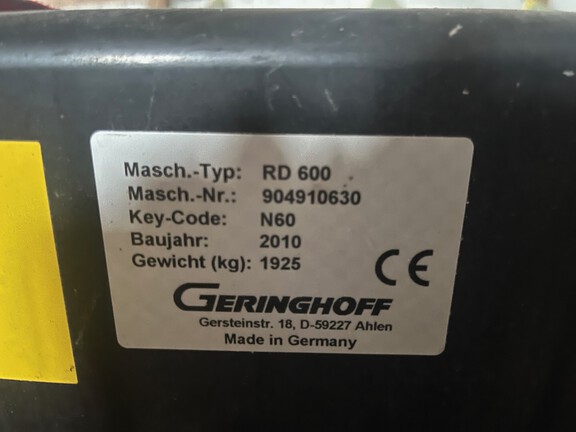 Masch.-Typ: RD 600
Masch.-Nr.: 904910630
Key-Code: N60
Baujahr: 2010
Gewicht (kg): 1925
CE
GERINGHOFF
Gersteinstr. 18, D-59227 Ahlen
Made in Germany